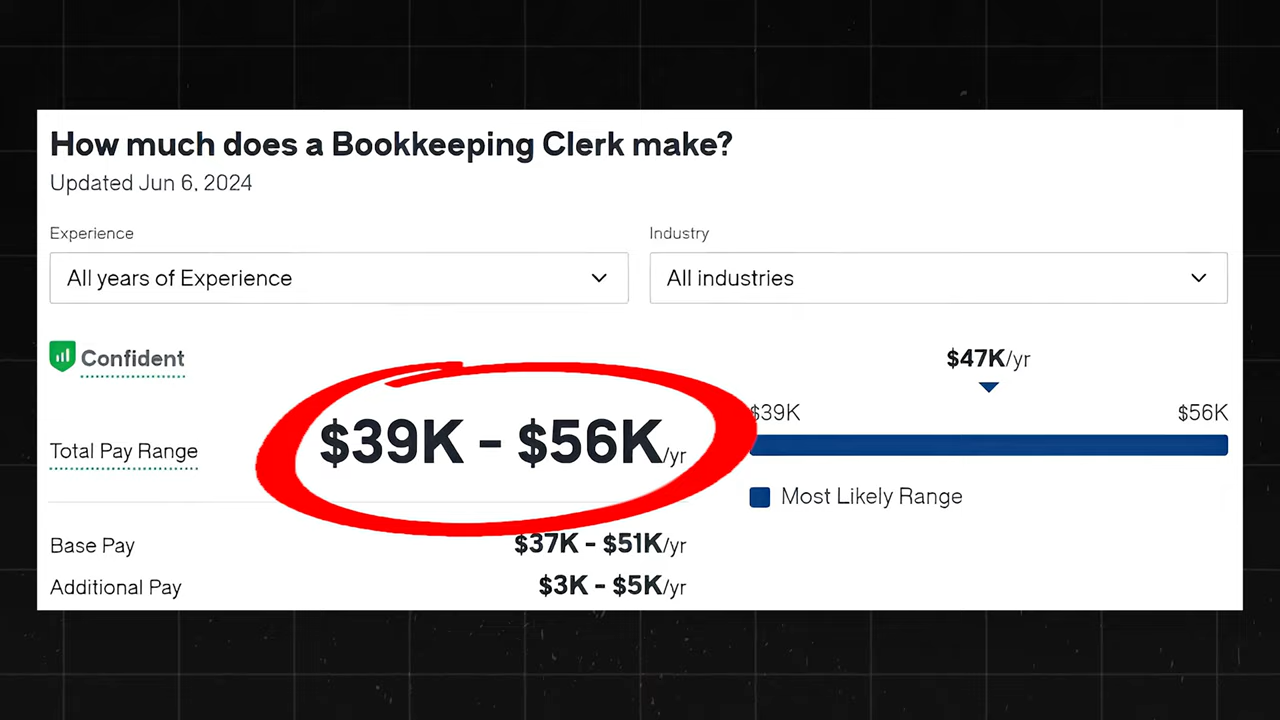 How much does a Bookkeeping Clerk make?
Updated Jun 6, 2024
Experience
Industry
All years of Experience
All industries
Confident
$47K/yr
$39K
$56K
Total Pay Range
$39K - $56K/yr
Most Likely Range
Base Pay
$37K - $51K/yr
Additional Pay
$3K - $5K/yr